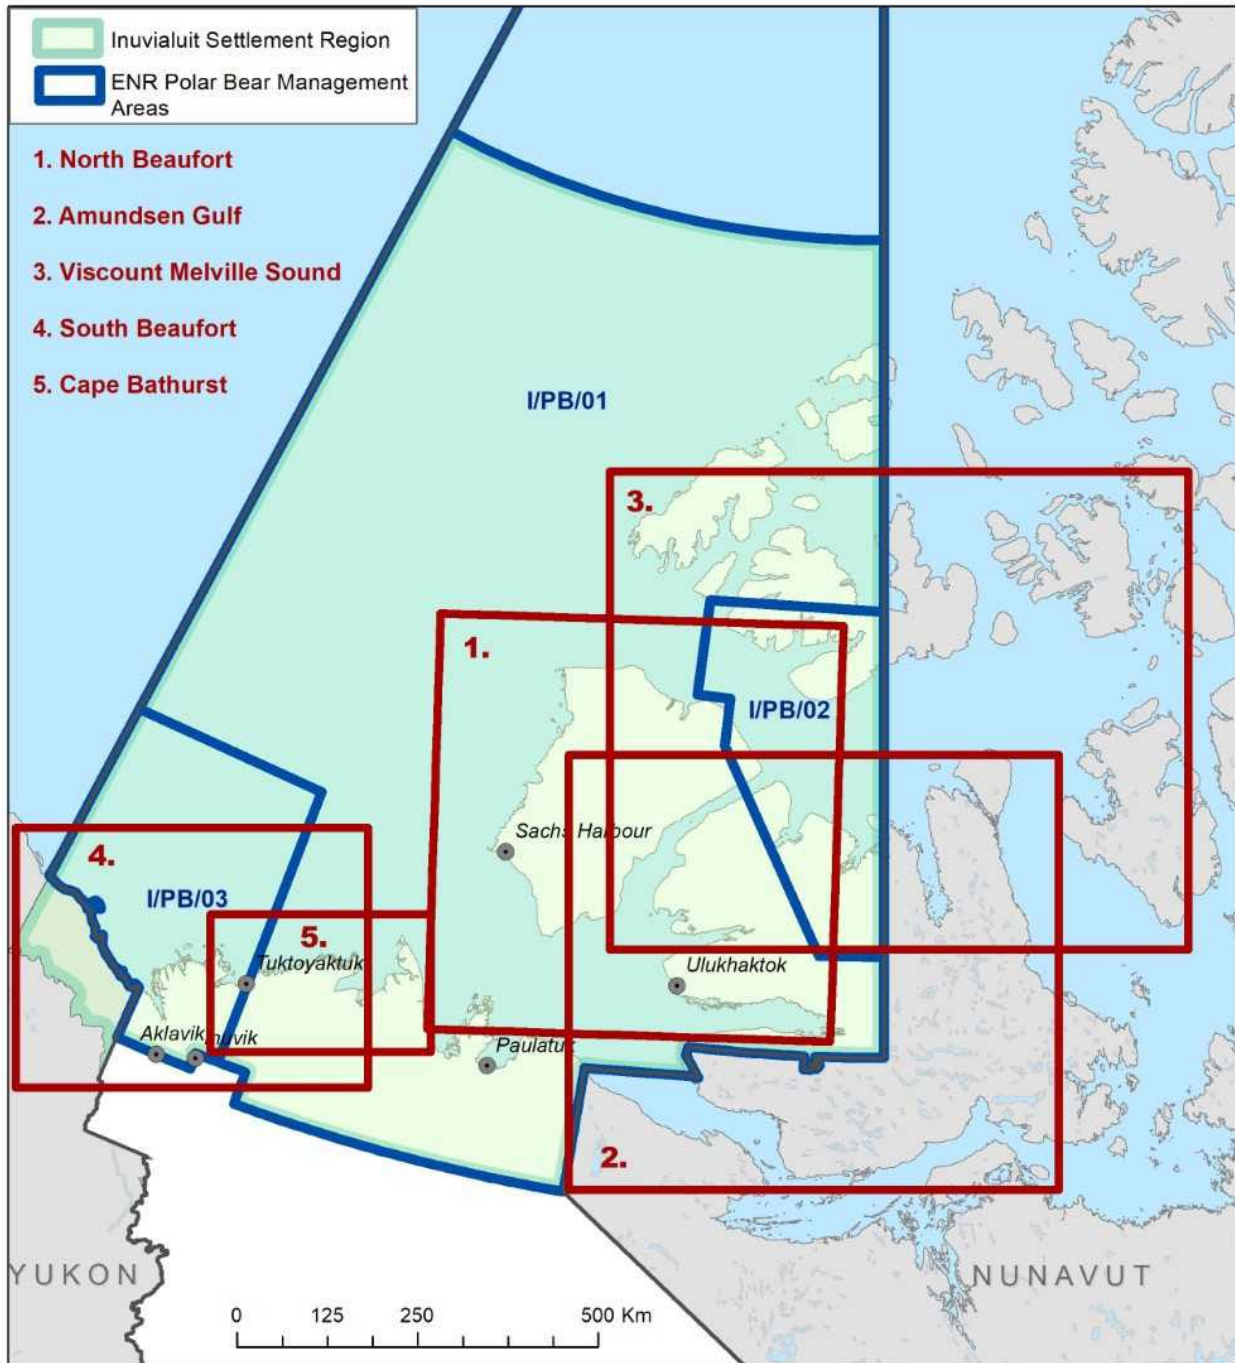 Inuvialuit Settlement Region
ENR Polar Bear Management
Areas
1. North Beaufort
2. Amundsen Gulf
3. Viscount Melville Sound
4. South Beaufort
5. Cape Bathurst
I/PB/01
3.
1.
I/PB/02
Sachs Harbour
4.
I/PB/03
5.
Tuktoyaktuk
Ulukhaktok
Aklavik
Inuvik
Paulatuk
2.
YUKON
NUNAVUT
0 125 250 500 Km